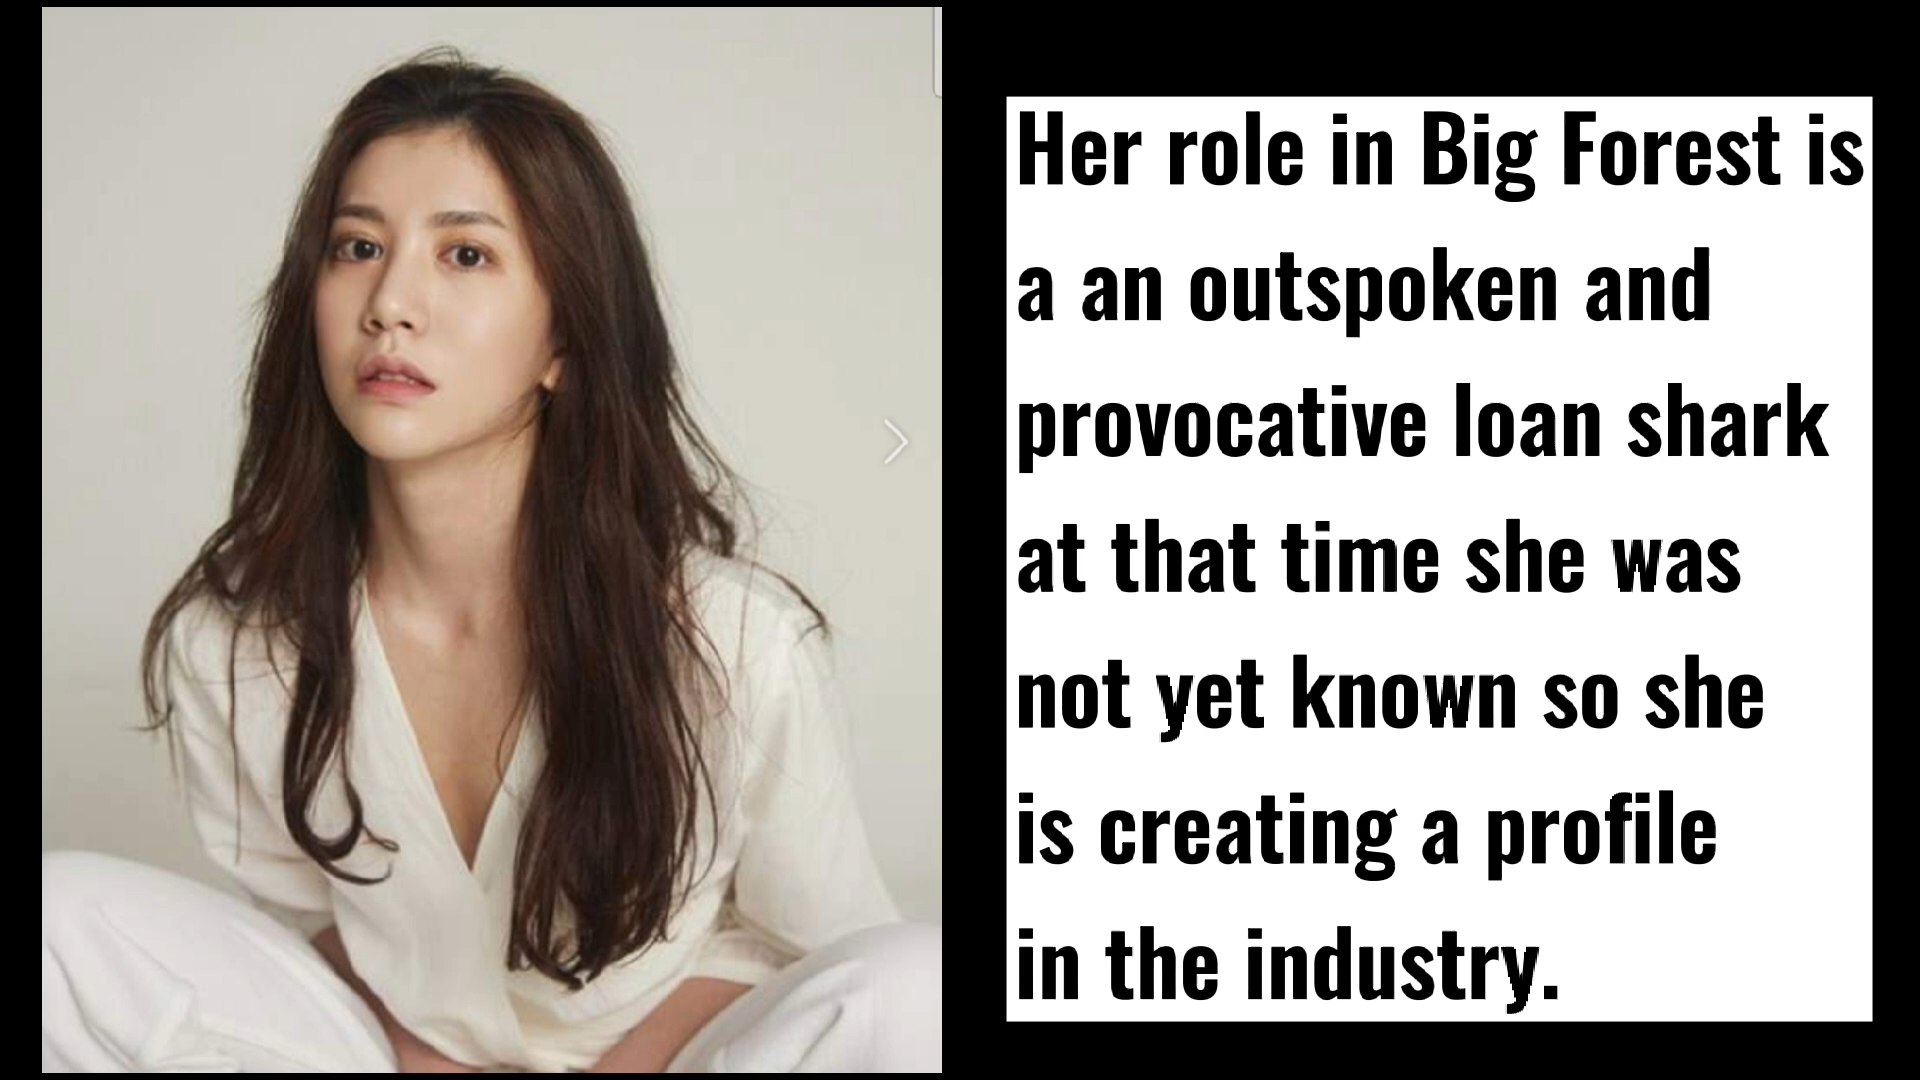 Her role in Big Forest is
a an outspoken and
provocative loan shark
at that time she was
not yet known so she
is creating a profile
in the industry.